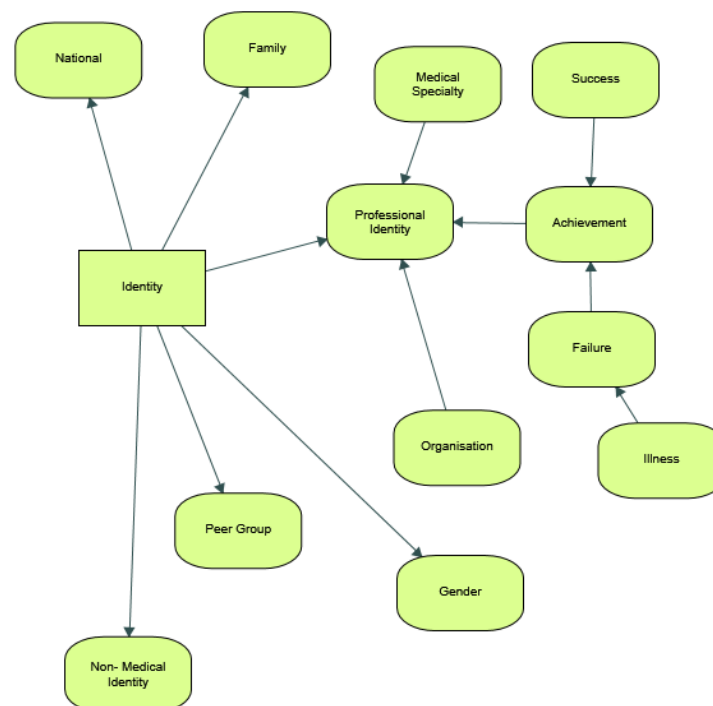 National
Family
Medical
Specialty
Success
Professional
Identity
Achievement
Identity
Failure
Organisation
Illness
Peer Group
Gender
Non- Medical
Identity